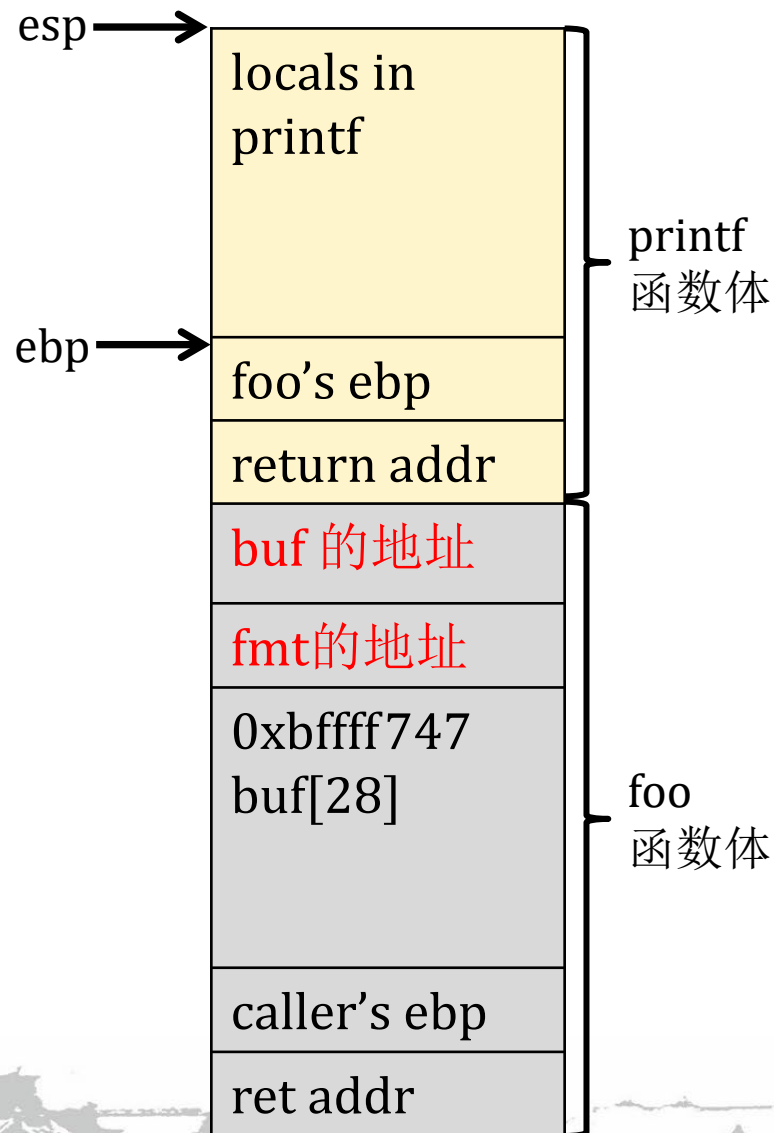 esp
locals in
printf
printf
函数体
ebp
foo’s ebp
return addr
buf 的地址
fmt的地址
0xbffff747
buf[28]
foo
函数体
caller’s ebp
ret addr